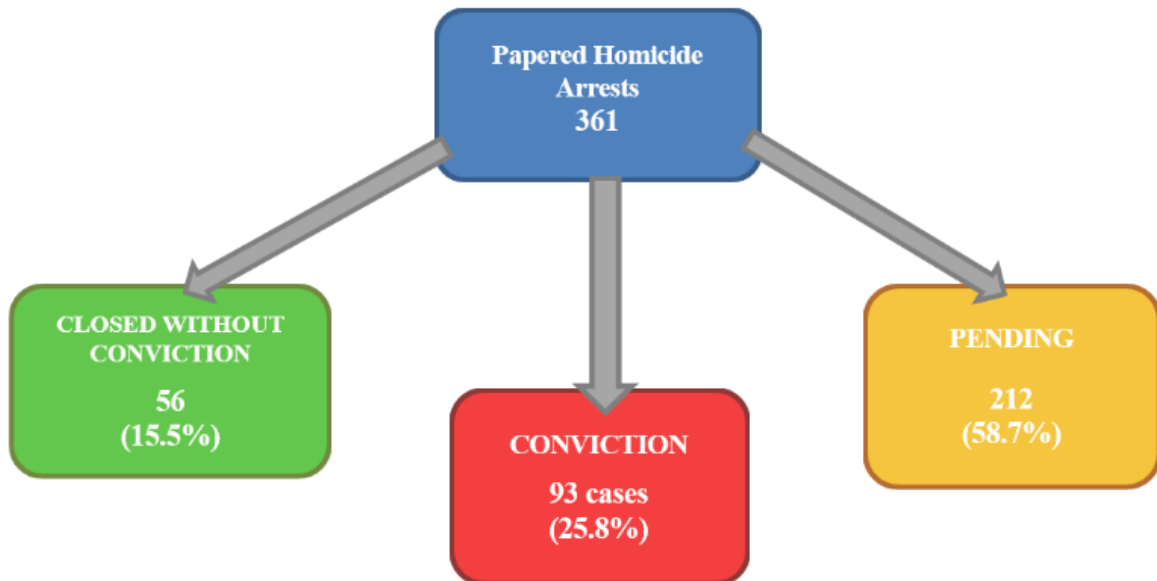 Papered Homicide
Arrests
361
CLOSED WITHOUT
CONVICTION
56
(15.5%)
CONVICTION
93 cases
(25.8%)
PENDING
212
(58.7%)